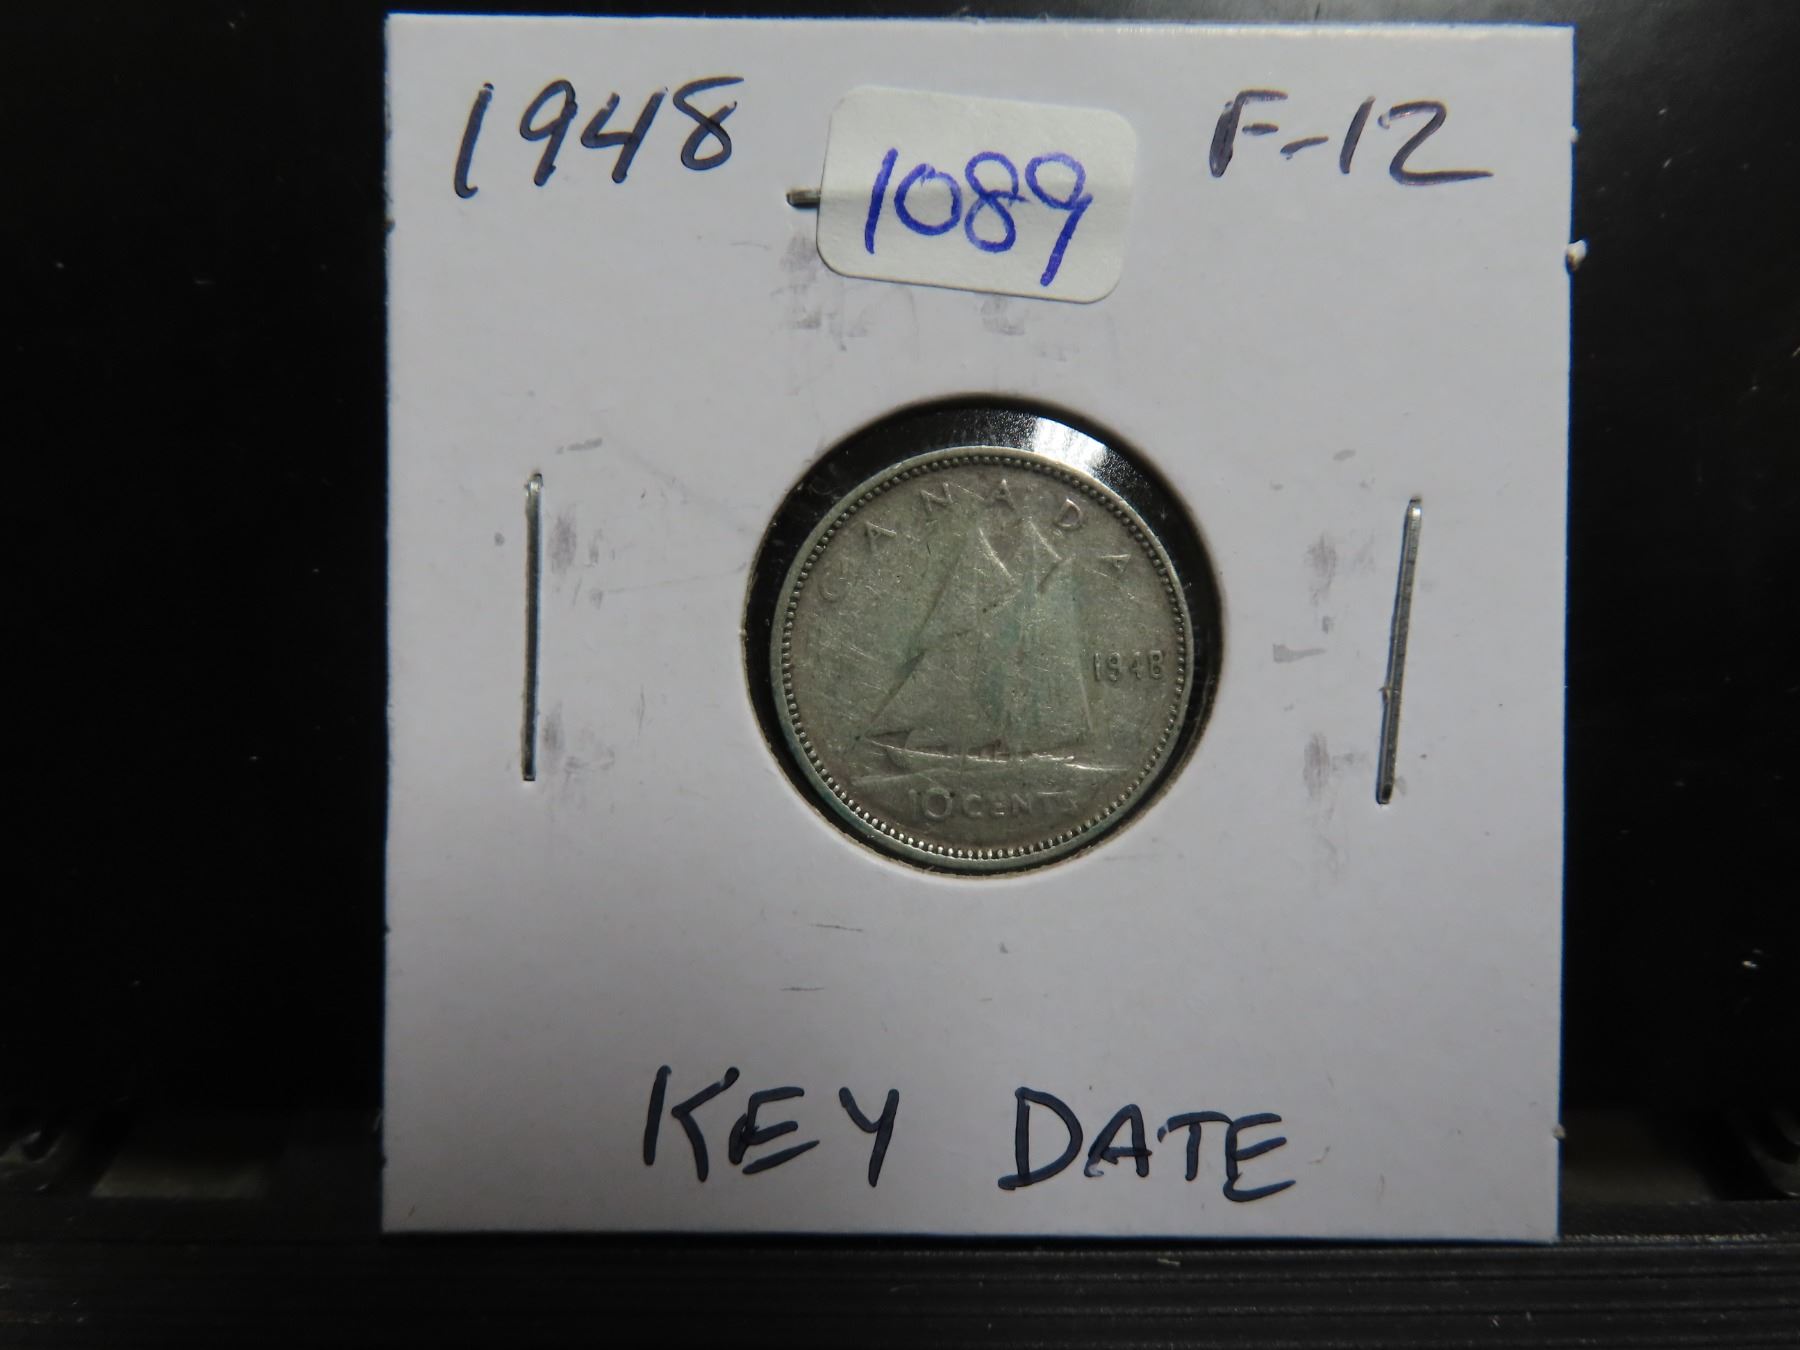 1948 1089 F-12
CANADA
1948
10 CENTS
KEY DATE